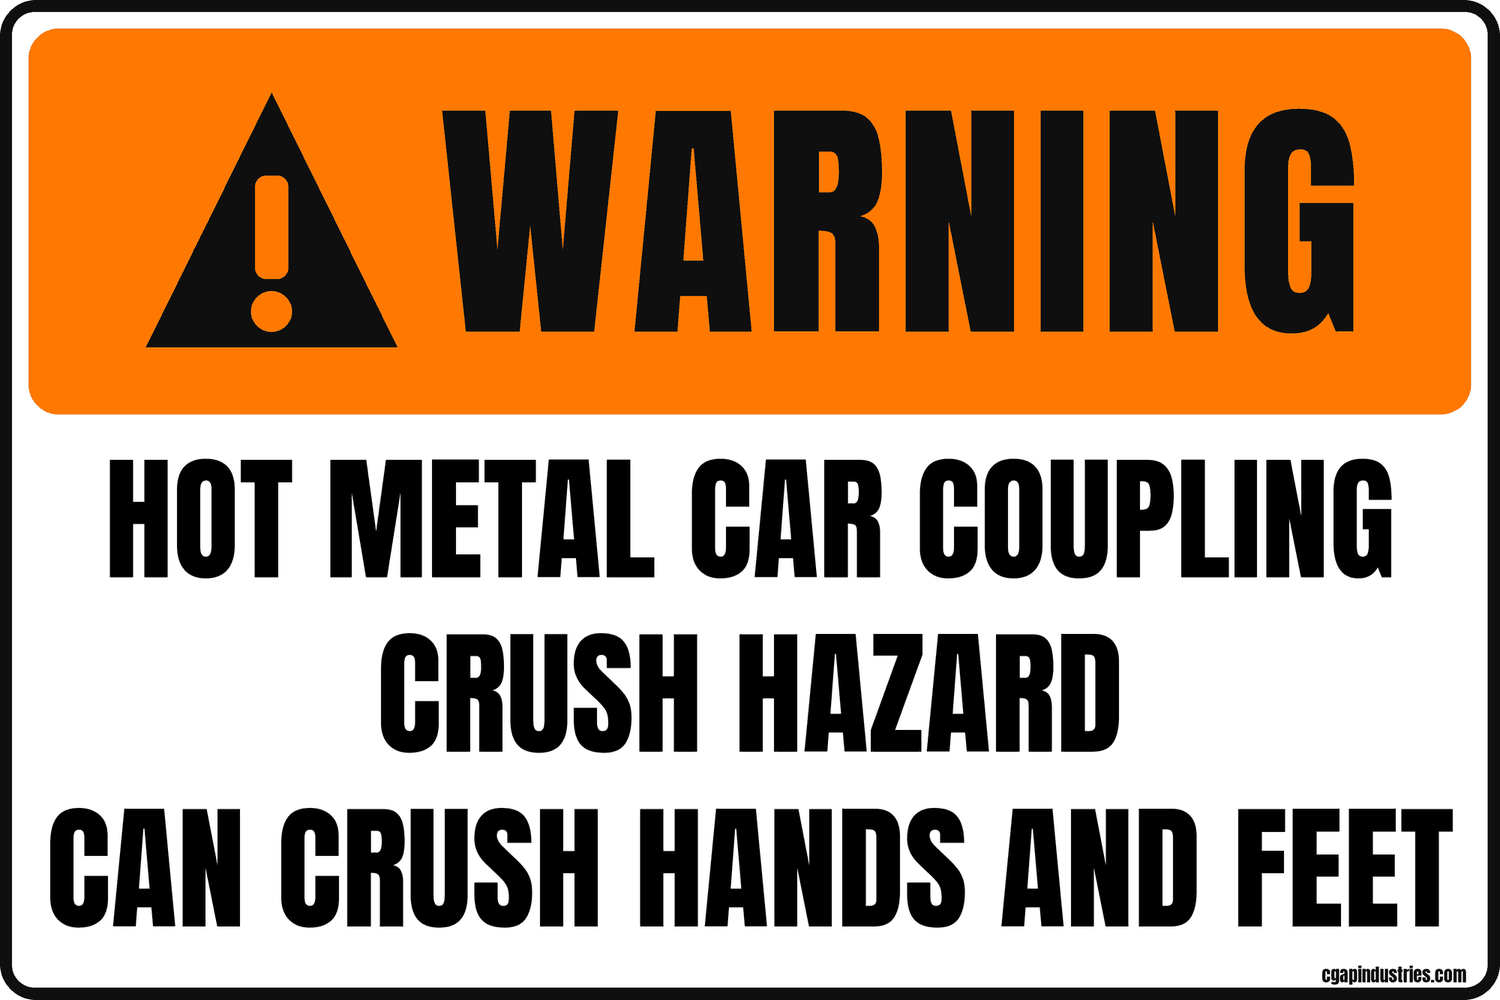 WARNING
HOT METAL CAR COUPLING
CRUSH HAZARD
CAN CRUSH HANDS AND FEET
cgapindustries.com